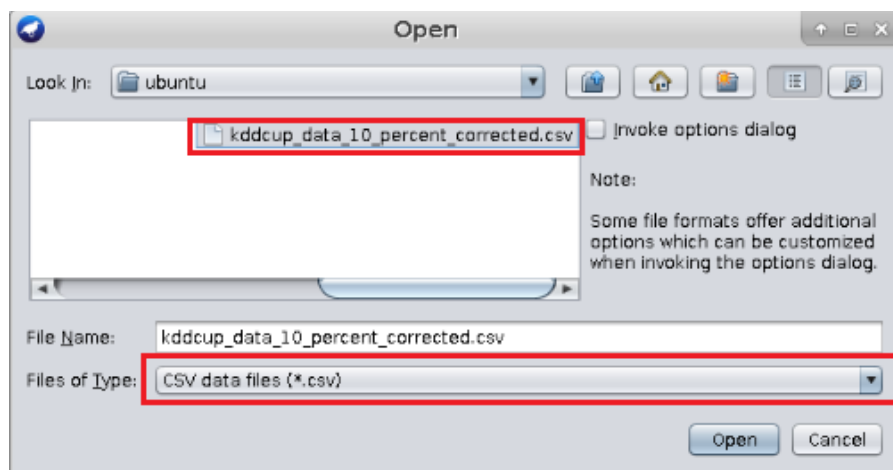 Open
Look In: ubuntu
kddcup_data_10_percent_corrected.csv
Invoke options dialog
Note:
Some file formats offer additional
options which can be customized
when invoking the options dialog.
File Name: kddcup_data_10_percent_corrected.csv
Files of Type: CSV data files (*.csv)
Open Cancel